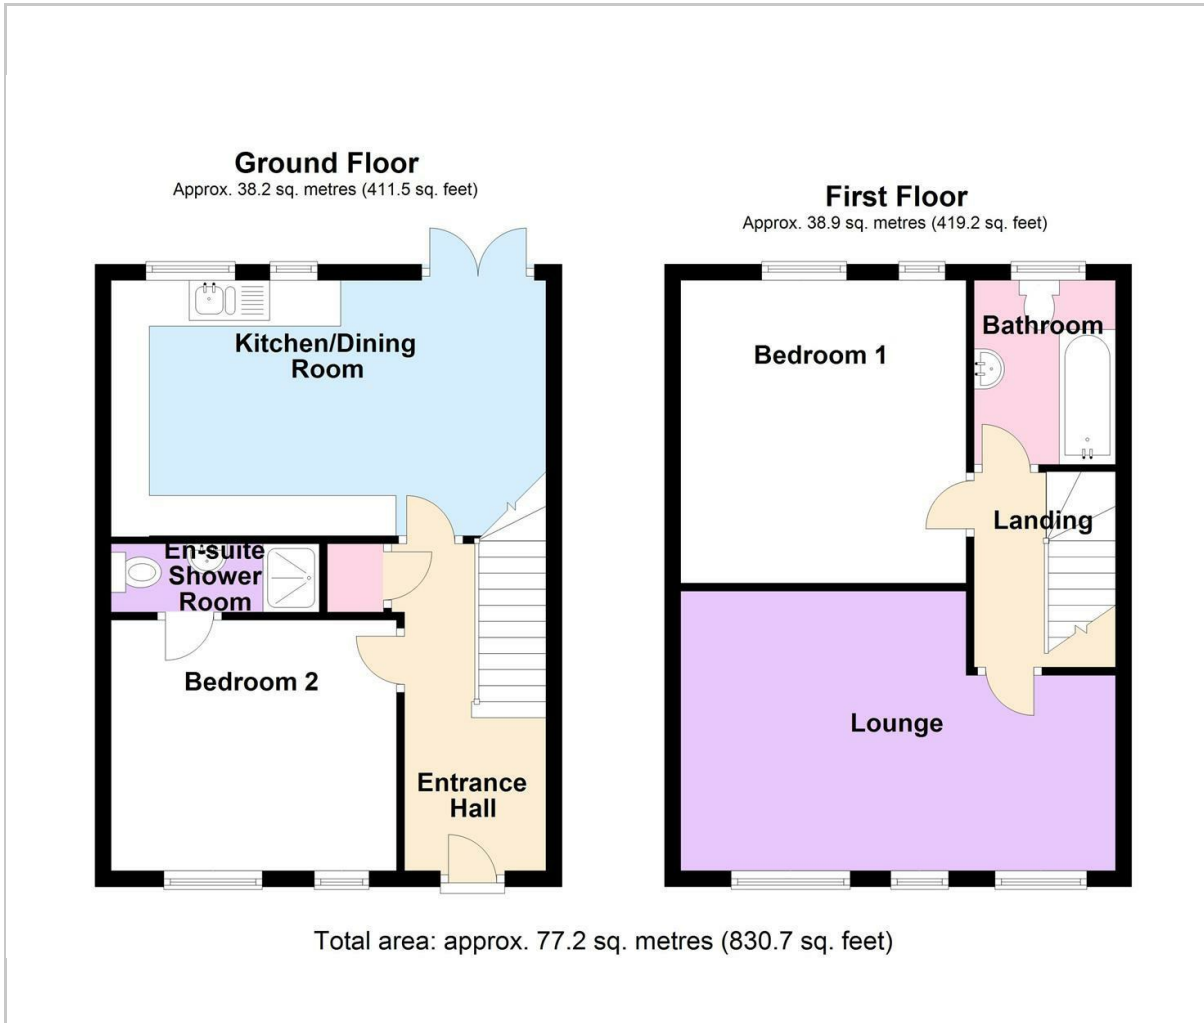 Ground Floor
Approx. 38.2 sq. metres (411.5 sq. feet)
Kitchen/Dining
Room
En-suite
Shower
Room
Bedroom 2
Entrance
Hall
First Floor
Approx. 38.9 sq. metres (419.2 sq. feet)
Bathroom
Bedroom 1
Landing
Lounge
Total area: approx. 77.2 sq. metres (830.7 sq. feet)